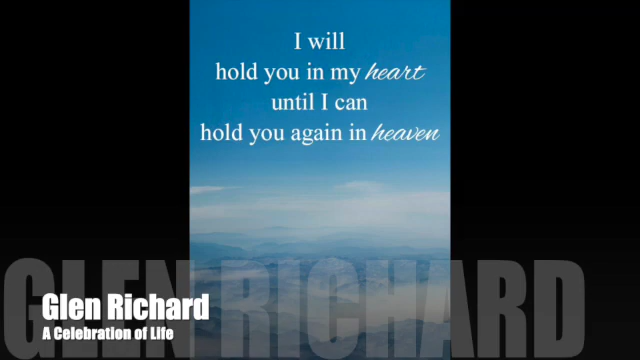 I will
hold you in my heart
until I can
hold you again in heaven
GLEN RICHARD
Glen Richard
A Celebration of Life